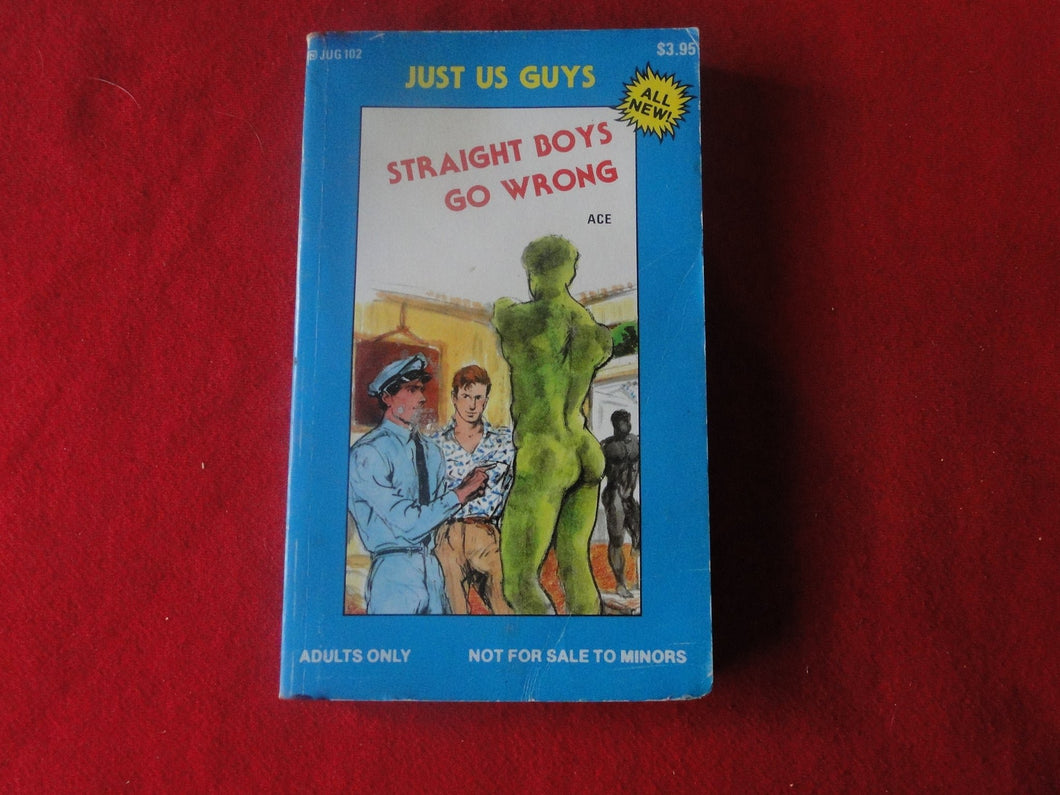 JUG 102
$3.95
JUST US GUYS
ALL
NEW!
STRAIGHT BOYS
GO WRONG
ACE
ADULTS ONLY
NOT FOR SALE TO MINORS